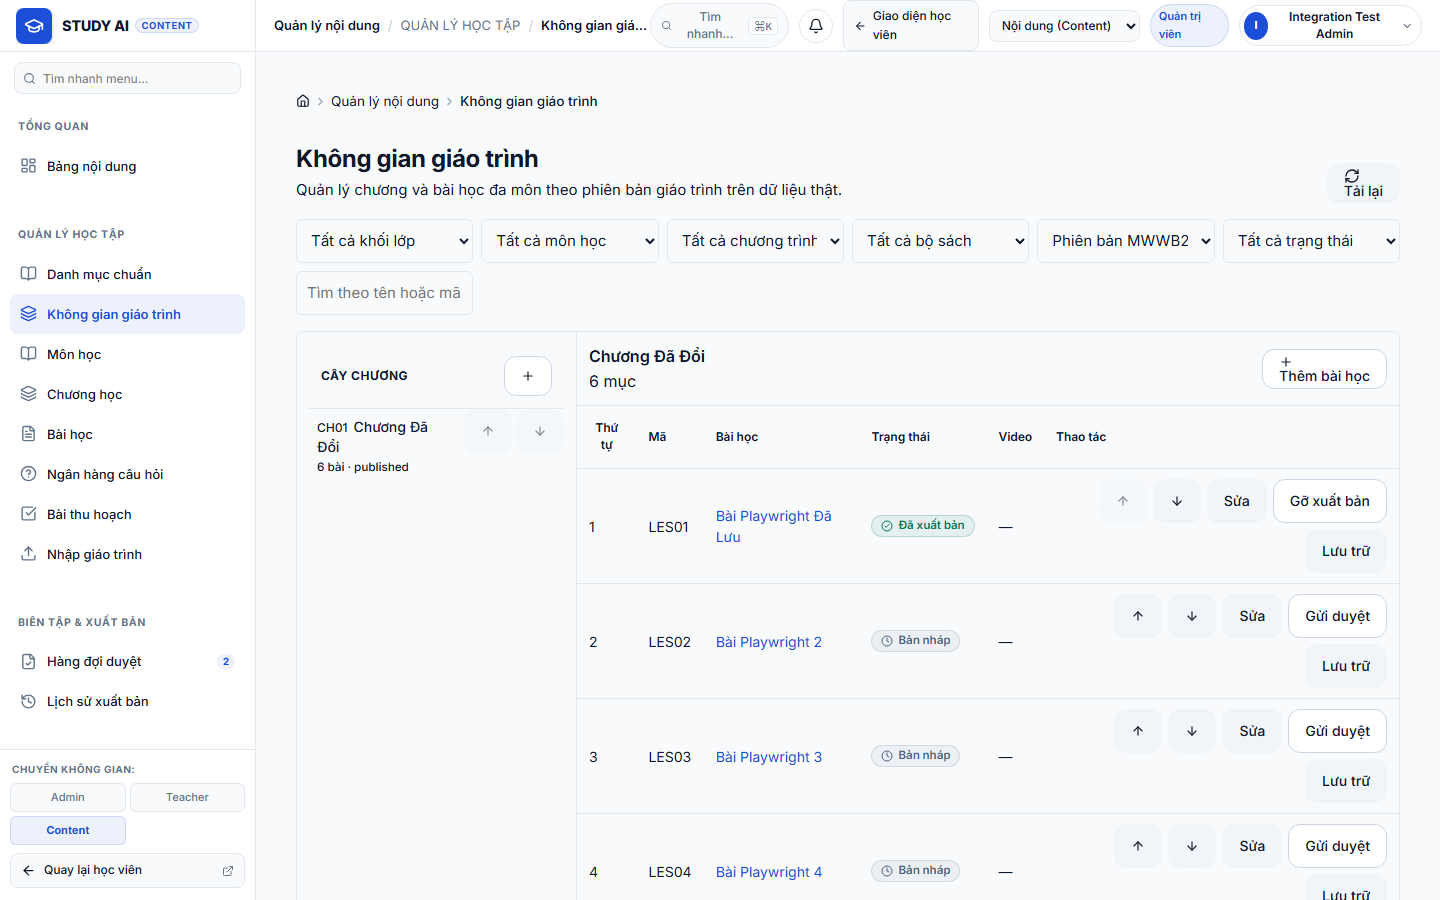 STUDY AI CONTENT
Quản lý nội dung / QUẢN LÝ HỌC TẬP / Không gian giá...
Tìm nhanh... ⌘K
Giao diện học viên
Nội dung (Content)
Quản trị viên
I
Integration Test Admin
Tìm nhanh menu...
TỔNG QUAN
Bảng nội dung
QUẢN LÝ HỌC TẬP
Danh mục chuẩn
Không gian giáo trình
Môn học
Chương học
Bài học
Ngân hàng câu hỏi
Bài thu hoạch
Nhập giáo trình
BIÊN TẬP & XUẤT BẢN
Hàng đợi duyệt 2
Lịch sử xuất bản
CHUYỂN KHÔNG GIAN:
Admin Teacher
Content
Quay lại học viên
Quản lý nội dung Không gian giáo trình
Không gian giáo trình
Quản lý chương và bài học đa môn theo phiên bản giáo trình trên dữ liệu thật.
Tải lại
Tất cả khối lớp Tất cả môn học Tất cả chương trình Tất cả bộ sách Phiên bản MWWB2 Tất cả trạng thái
Tìm theo tên hoặc mã
CÂY CHƯƠNG +
CH01 Chương Đã Đổi
6 bài · published
Chương Đã Đổi
6 mục
+ Thêm bài học
Thứ tự Mã Bài học Trạng thái Video Thao tác
1 LES01 Bài Playwright Đã Lưu Đã xuất bản — ↑ ↓ Sửa Gỡ xuất bản
Lưu trữ
2 LES02 Bài Playwright 2 Bản nháp — ↑ ↓ Sửa Gửi duyệt
Lưu trữ
3 LES03 Bài Playwright 3 Bản nháp — ↑ ↓ Sửa Gửi duyệt
Lưu trữ
4 LES04 Bài Playwright 4 Bản nháp — ↑ ↓ Sửa Gửi duyệt
Lưu trữ